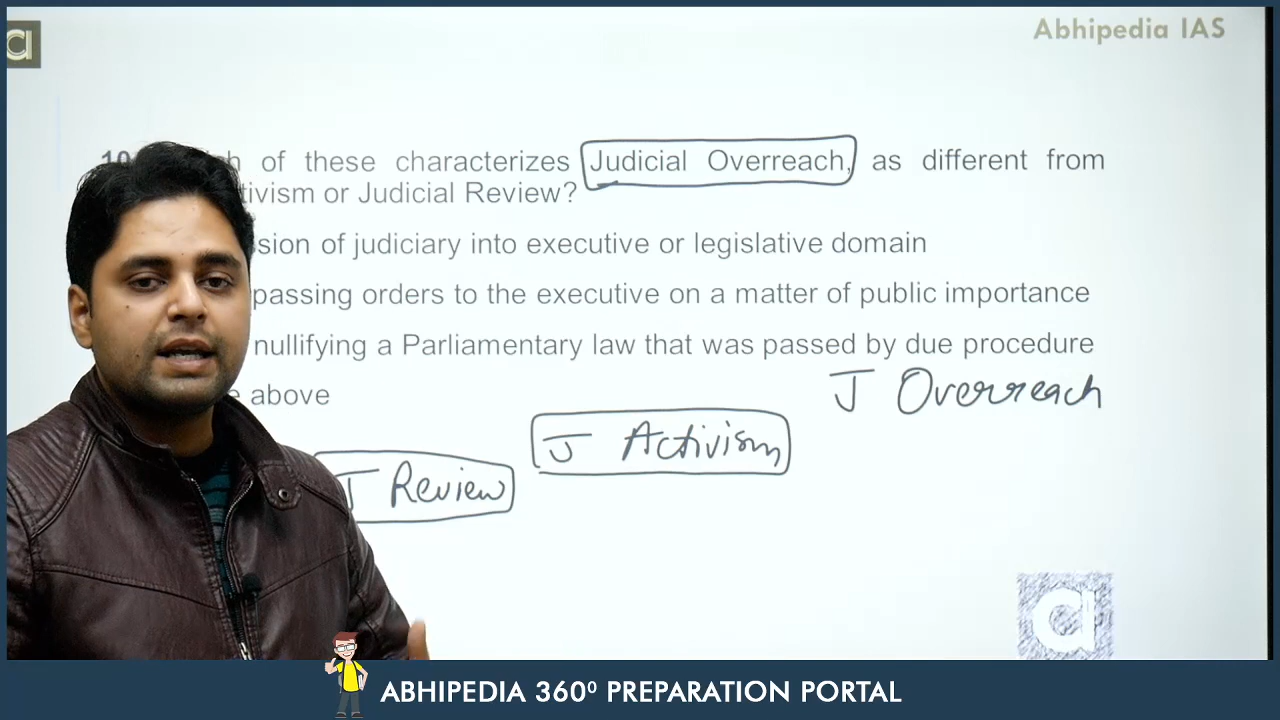 Abhipedia IAS
10 of these characterizes Judicial Overreach, as different from
tivism or Judicial Review?
sion of judiciary into executive or legislative domain
passing orders to the executive on a matter of public importance
nullifying a Parliamentary law that was passed by due procedure
e above
J Overreach
J Activism
J Review
a
ABHIPEDIA 360⁰ PREPARATION PORTAL